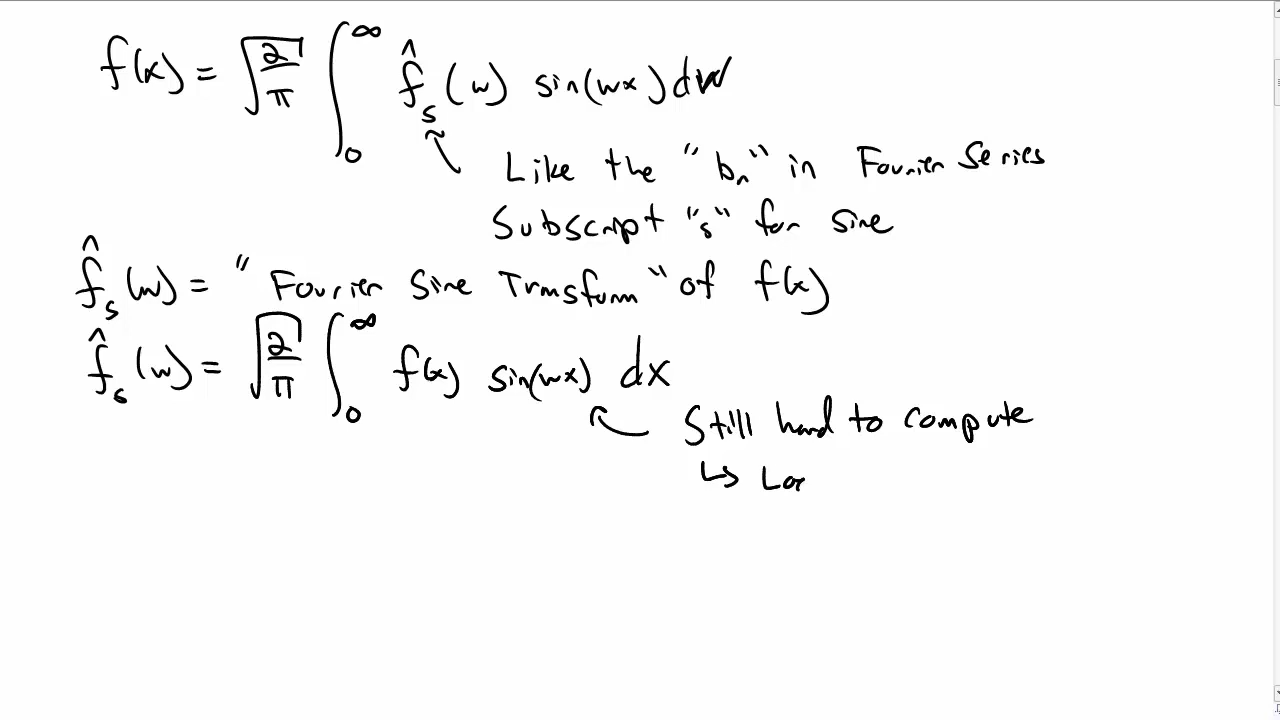 f(x) = √(2/π) ∫₀^∞ f̂ₛ(w) sin(wx) dw
Like the "bₙ" in Fourier Series
Subscript "s" for sine
f̂ₛ(w) = "Fourier Sine Trmsform" of f(x)
f̂ₛ(w) = √(2/π) ∫₀^∞ f(x) sin(wx) dx
Still hard to compute
↳